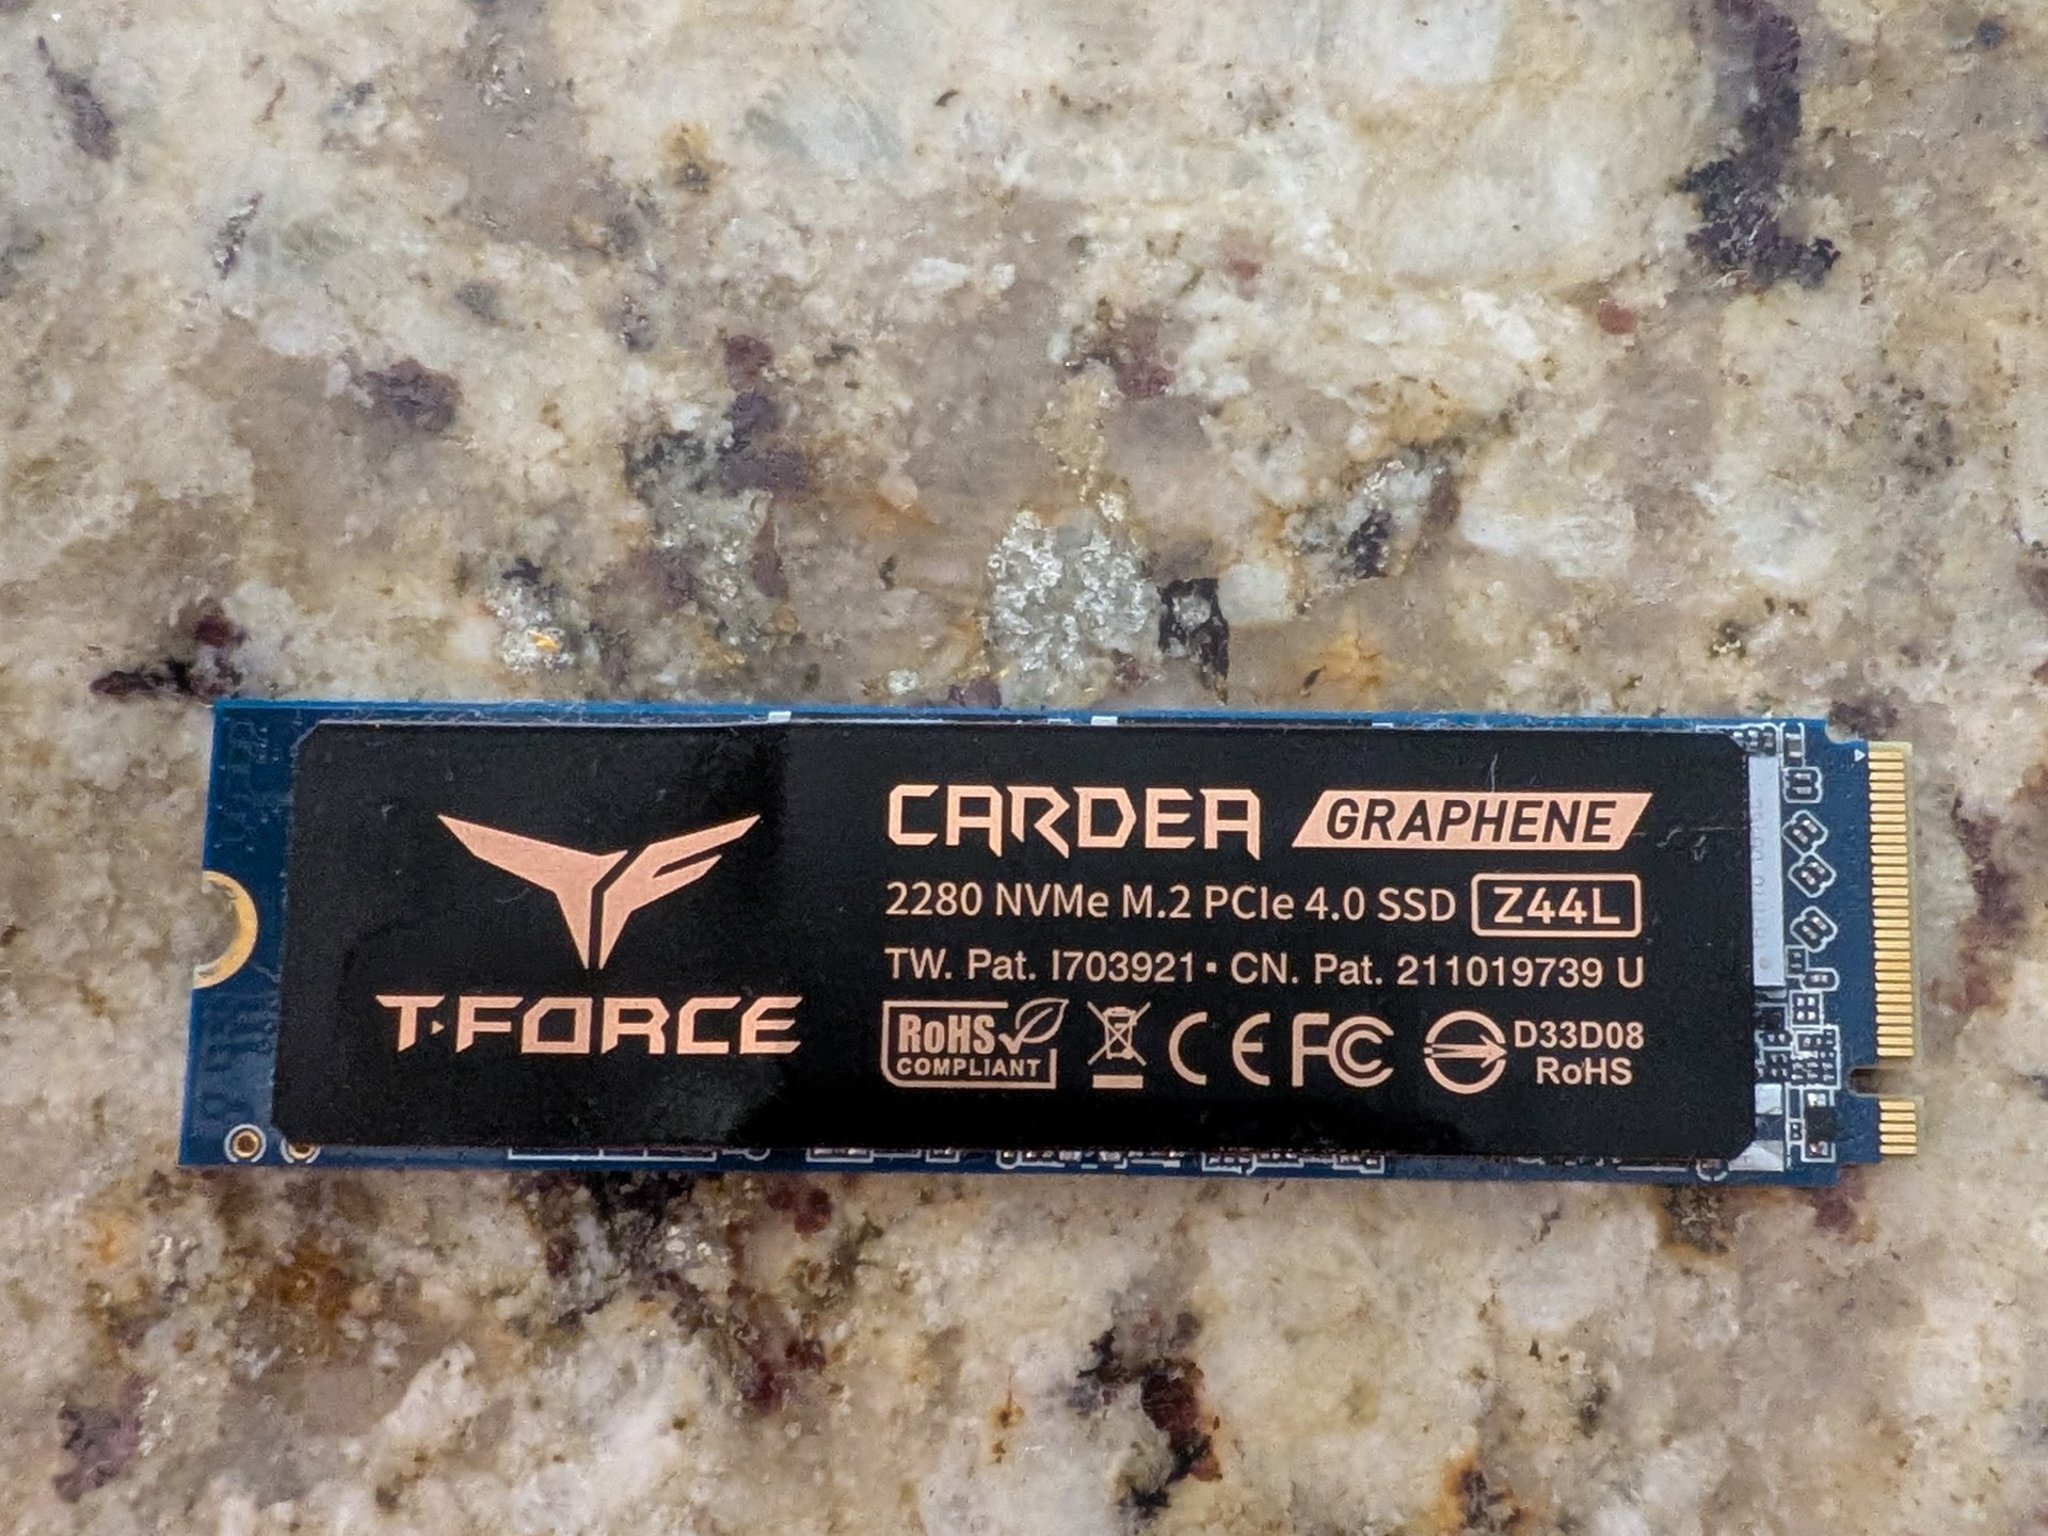 T-FORCE
CARDEA GRAPHENE
2280 NVMe M.2 PCIe 4.0 SSD Z44L
TW. Pat. I703921 ▪ CN. Pat. 211019739 U
RoHS
COMPLIANT
CE FC D33D08
RoHS